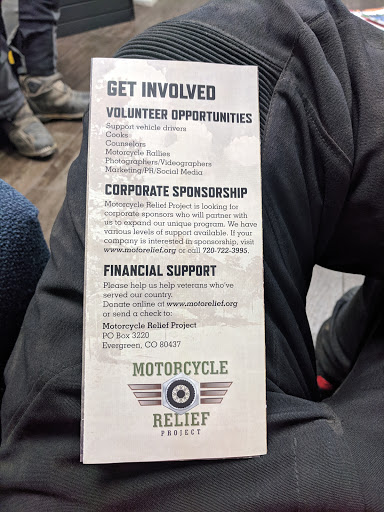 GET INVOLVED
VOLUNTEER OPPORTUNITIES
Support vehicle drivers
Cooks
Counselors
Motorcycle Rallies
Photographers/Videographers
Marketing/PR/Social Media
CORPORATE SPONSORSHIP
Motorcycle Relief Project is looking for
corporate sponsors who will partner with
us to expand our unique program. We have
various levels of support available. If your
company is interested in sponsorship, visit
www.motorelief.org or call 720-722-3995.
FINANCIAL SUPPORT
Please help us help veterans who've
served our country.
Donate online at www.motorelief.org
or send a check to:
Motorcycle Relief Project
PO Box 3220
Evergreen, CO 80437
MOTORCYCLE
RELIEF
PROJECT